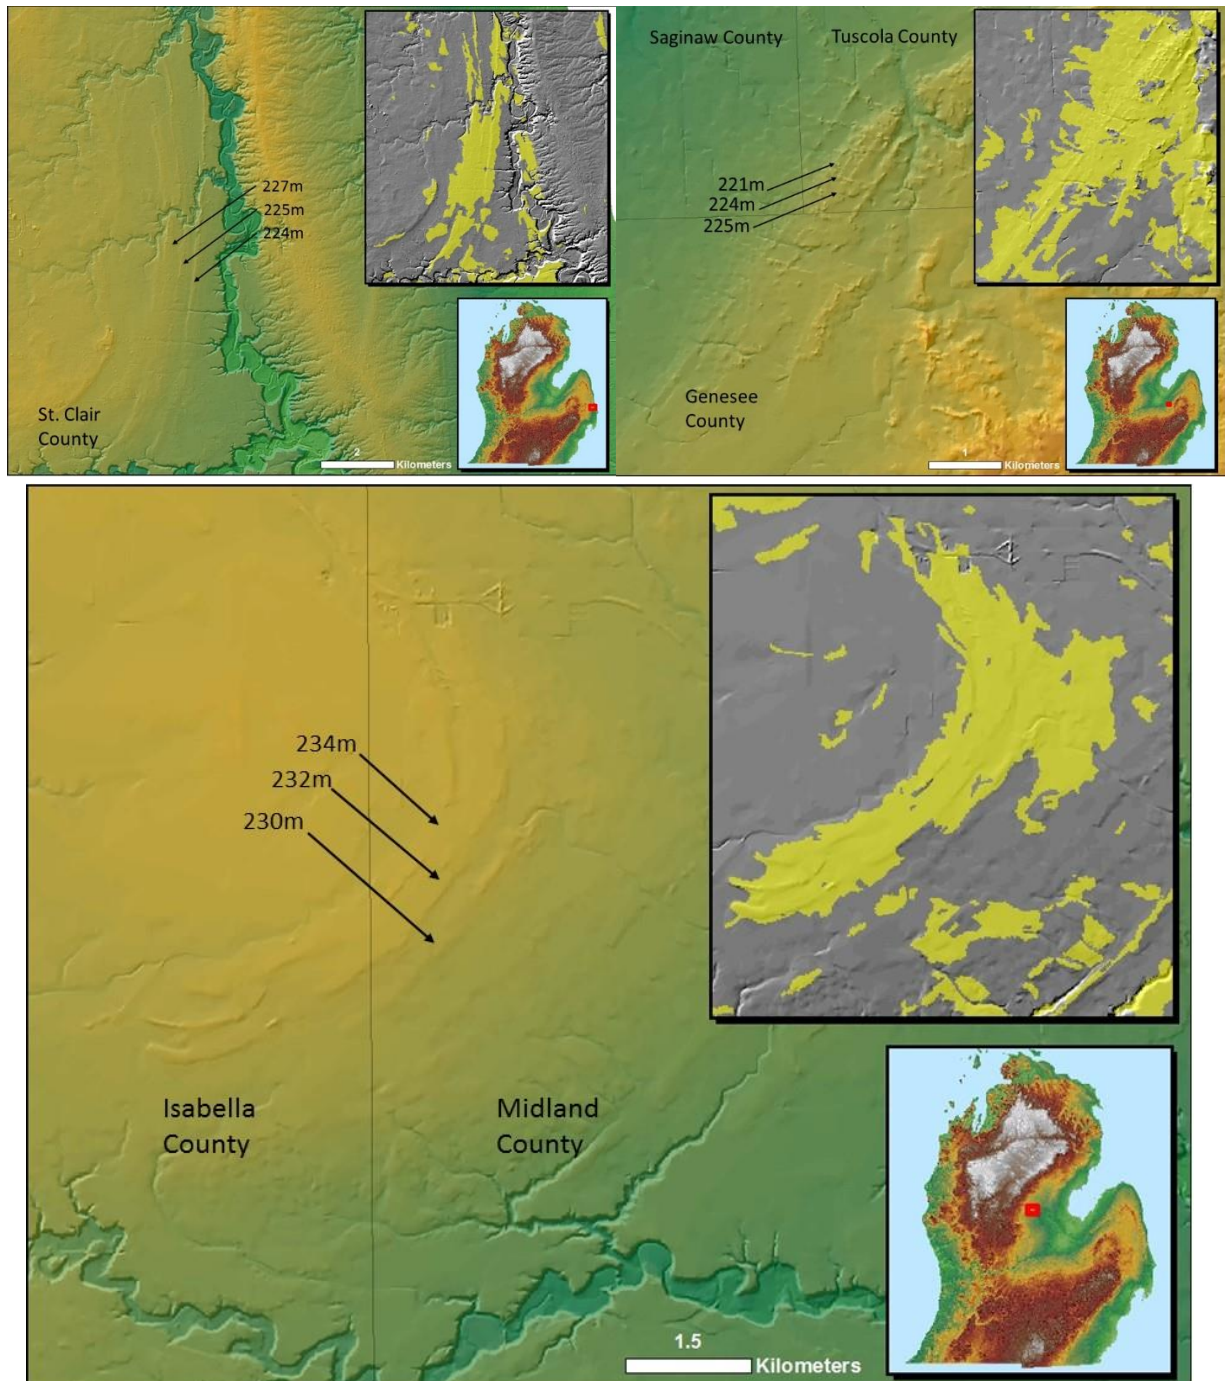 227m
225m
224m
St. Clair
County
2
Kilometers
Saginaw County
Tuscola County
221m
224m
225m
Genesee
County
1
Kilometers
234m
232m
230m
Isabella
County
Midland
County
1.5
Kilometers